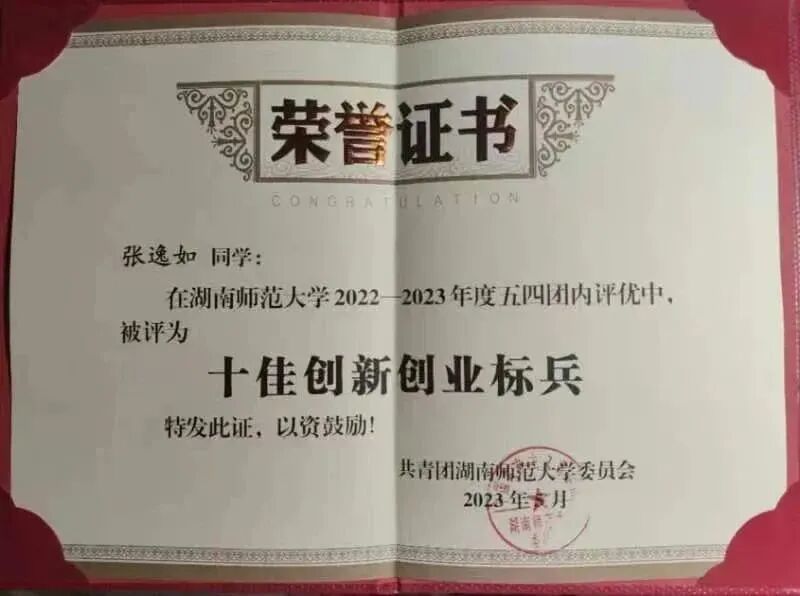 荣誉证书
CONGRATULATION
张逸如 同学：
在湖南师范大学2022—2023年度五四团内评优中，
被评为
十佳创新创业标兵
特发此证，以资鼓励！
共青团湖南师范大学委员会
2023年5月